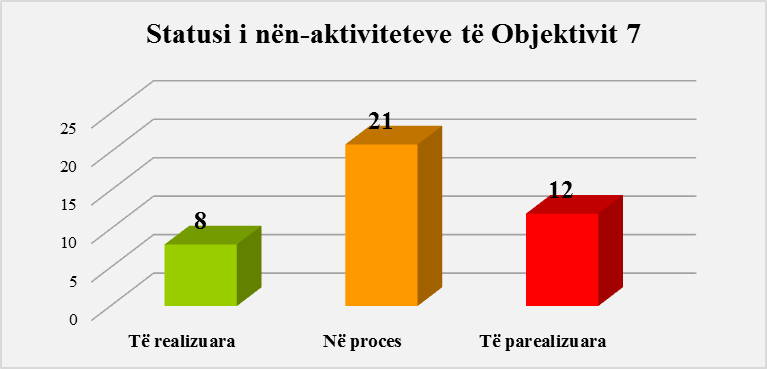 Statusi i nën-aktiviteteve të Objektivit 7
25
20
15
10
5
0
8
21
12
Të realizuara
Në proces
Të parealizuara